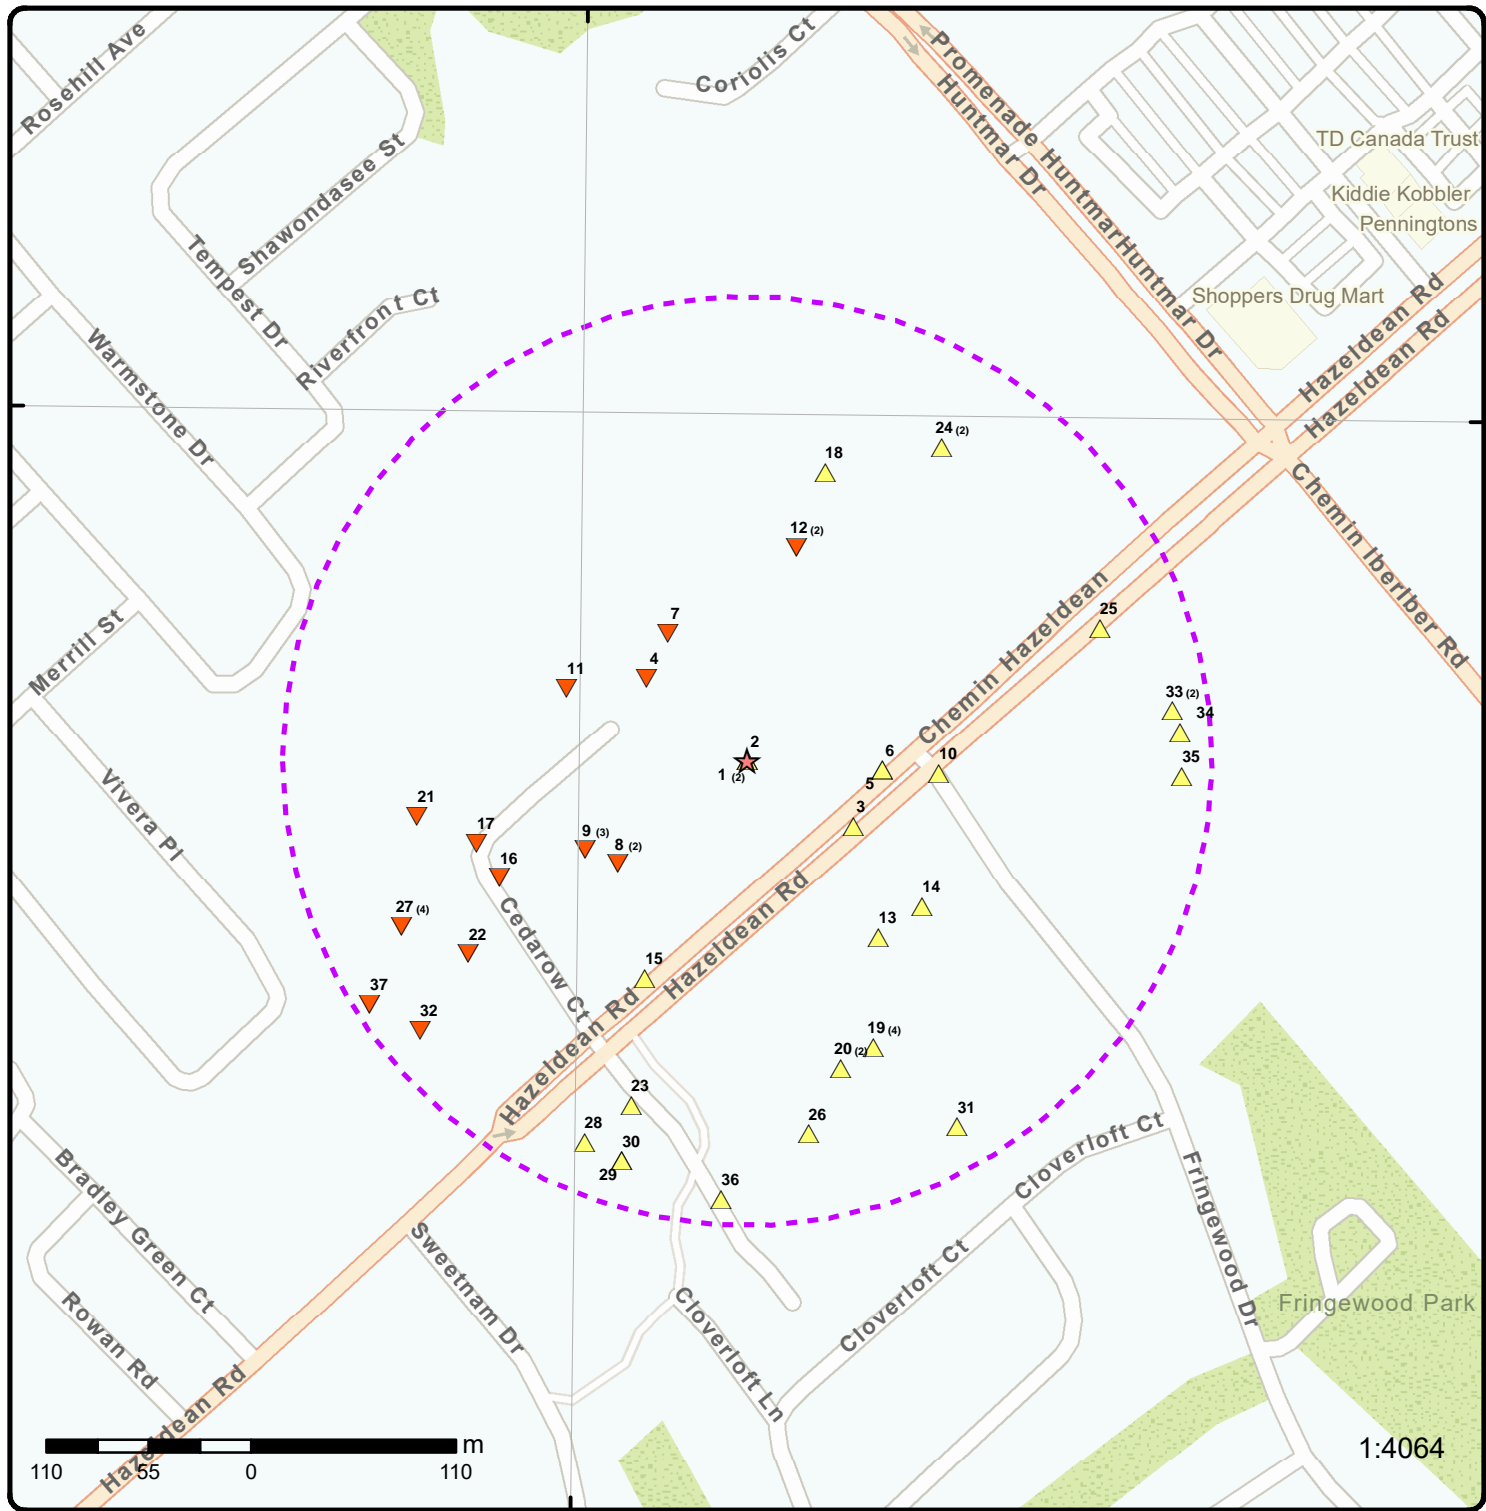 Rosehill Ave
Coriolis Ct
Promenade Huntmar
Huntmar Dr
Huntmar Dr
TD Canada Trust
Kiddie Kobbler
Penningtons
Shawondasee St
Tempest Dr
Riverfront Ct
Shoppers Drug Mart
Hazeldean Rd
Hazeldean Rd
Warmstone Dr
24 (2)
18
12 (2)
Chemin Iberlber Rd
Merrill St
7
4
11
25
Chemin Hazeldean
33 (2)
34
35
2
1 (2)
6
5
10
3
Vivera Pl
21
17
9 (3)
8 (2)
16
14
13
27 (4)
22
Cedarow Ct
15
Hazeldean Rd
37
32
Hazeldean Rd
19 (4)
20 (2)
23
28
30
29
26
31
36
Cloverloft Ct
Fringewood Dr
Bradley Green Ct
Sweetnam Dr
Cloverloft Ct
Rowan Rd
Cloverloft Ln
Fringewood Park
Hazeldean Rd
m
110 55 0 110
1:4064